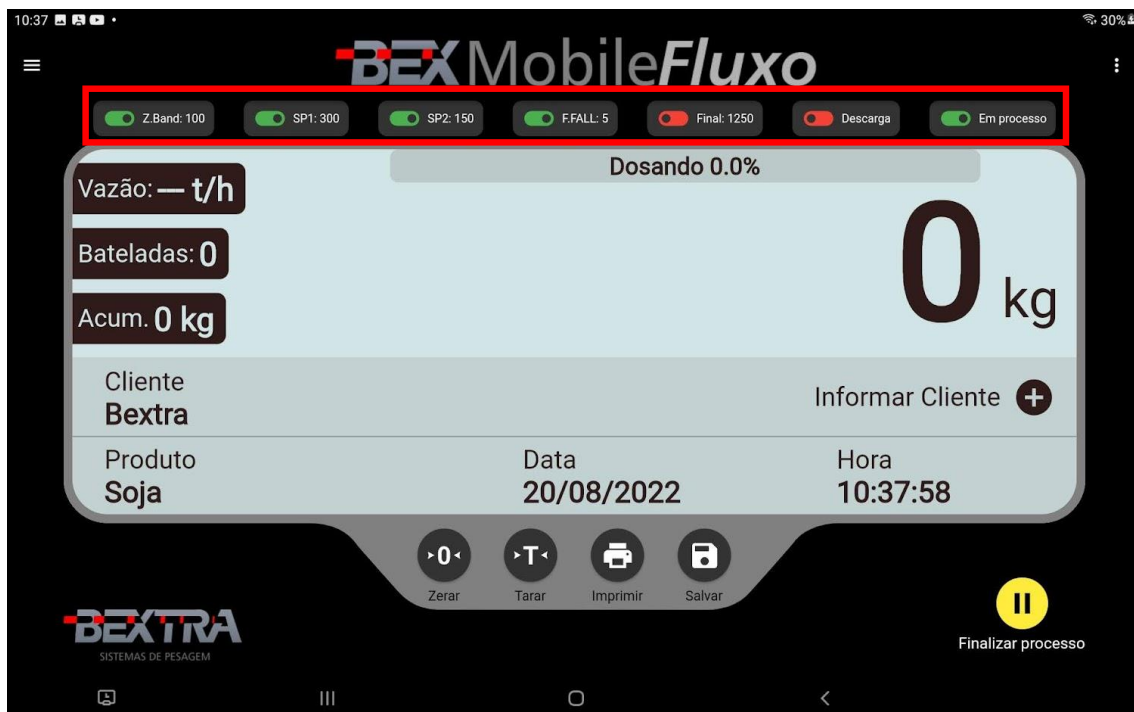 10:37
30%
BEX MobileFluxo
Z.Band: 100 SP1: 300 SP2: 150 F.FALL: 5 Final: 1250 Descarga Em processo
Dosando 0.0%
Vazão: — t/h
Bateladas: 0
Acum. 0 kg
0 kg
Cliente
Bextra
Informar Cliente
Produto
Soja
Data
20/08/2022
Hora
10:37:58
0 T
Zerar Tarar Imprimir Salvar
Finalizar processo
BEXTRA
SISTEMAS DE PESAGEM